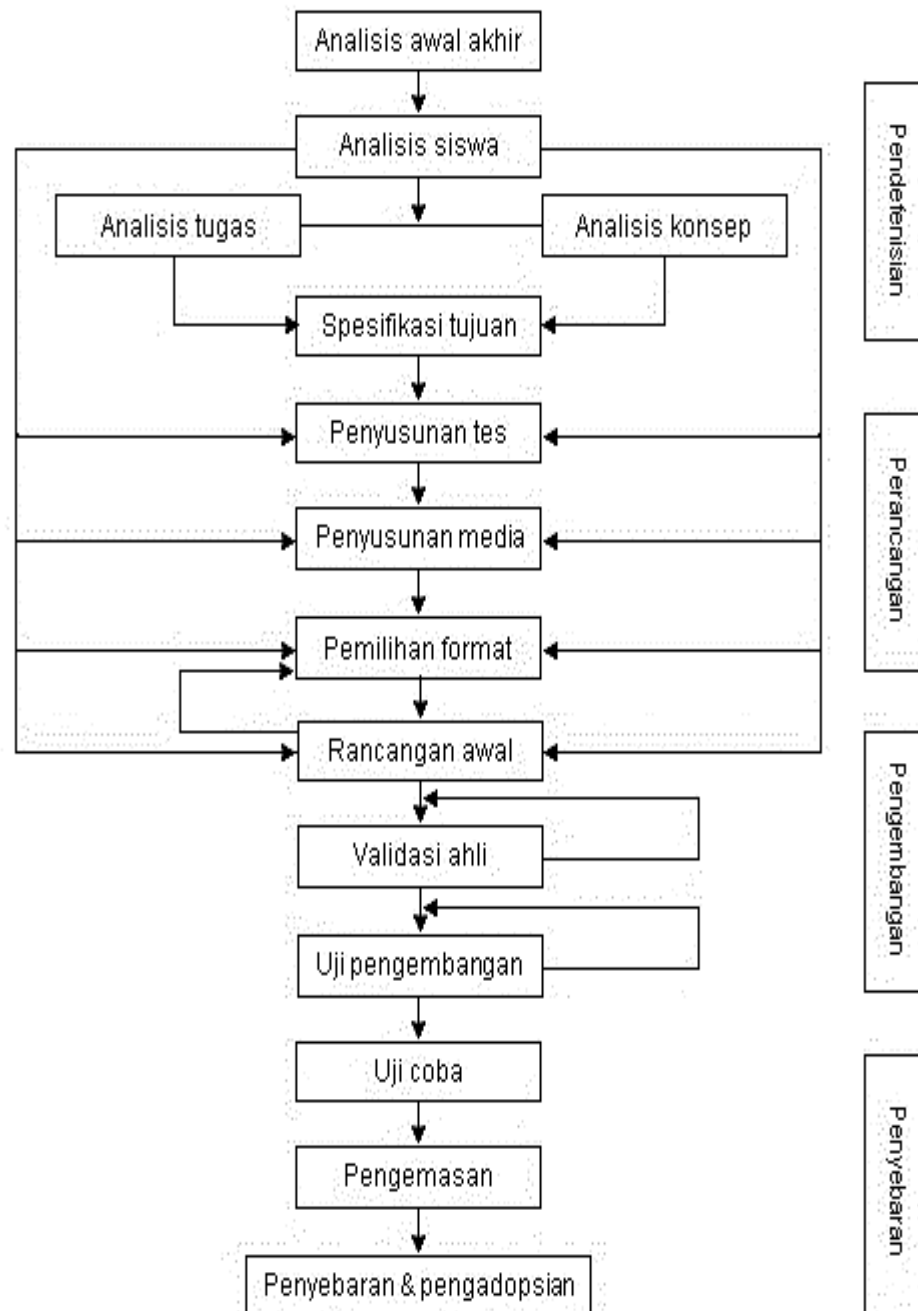 Analisis awal akhir
Analisis siswa
Analisis tugas
Analisis konsep
Spesifikasi tujuan
Pendefenisian
Penyusunan tes
Penyusunan media
Pemilihan format
Perancangan
Rancangan awal
Validasi ahli
Uji pengembangan
Pengembangan
Uji coba
Pengemasan
Penyebaran & pengadopsian
Penyebaran